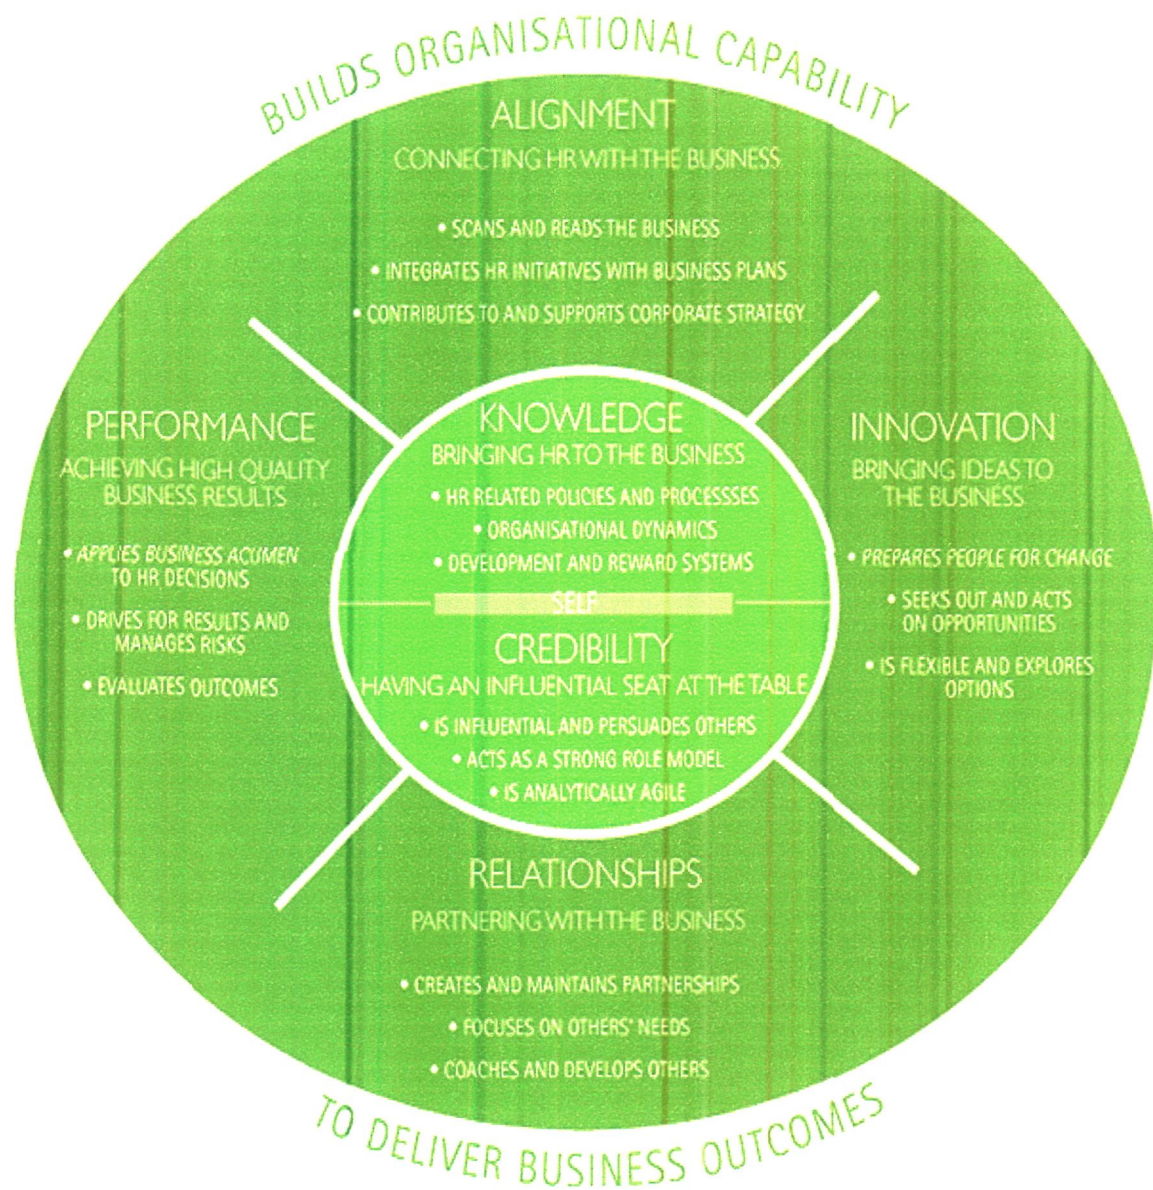 BUILDS ORGANISATIONAL CAPABILITY
ALIGNMENT
CONNECTING HR WITH THE BUSINESS
• SCANS AND READS THE BUSINESS
• INTEGRATES HR INITIATIVES WITH BUSINESS PLANS
• CONTRIBUTES TO AND SUPPORTS CORPORATE STRATEGY
PERFORMANCE
ACHIEVING HIGH QUALITY
BUSINESS RESULTS
• APPLIES BUSINESS ACUMEN
TO HR DECISIONS
• DRIVES FOR RESULTS AND
MANAGES RISKS
• EVALUATES OUTCOMES
KNOWLEDGE
BRINGING HR TO THE BUSINESS
• HR RELATED POLICIES AND PROCESSSES
• ORGANISATIONAL DYNAMICS
• DEVELOPMENT AND REWARD SYSTEMS
SELF
CREDIBILITY
HAVING AN INFLUENTIAL SEAT AT THE TABLE
• IS INFLUENTIAL AND PERSUADES OTHERS
• ACTS AS A STRONG ROLE MODEL
• IS ANALYTICALLY AGILE
INNOVATION
BRINGING IDEAS TO
THE BUSINESS
• PREPARES PEOPLE FOR CHANGE
• SEEKS OUT AND ACTS
ON OPPORTUNITIES
• IS FLEXIBLE AND EXPLORES
OPTIONS
RELATIONSHIPS
PARTNERING WITH THE BUSINESS
• CREATES AND MAINTAINS PARTNERSHIPS
• FOCUSES ON OTHERS' NEEDS
• COACHES AND DEVELOPS OTHERS
TO DELIVER BUSINESS OUTCOMES